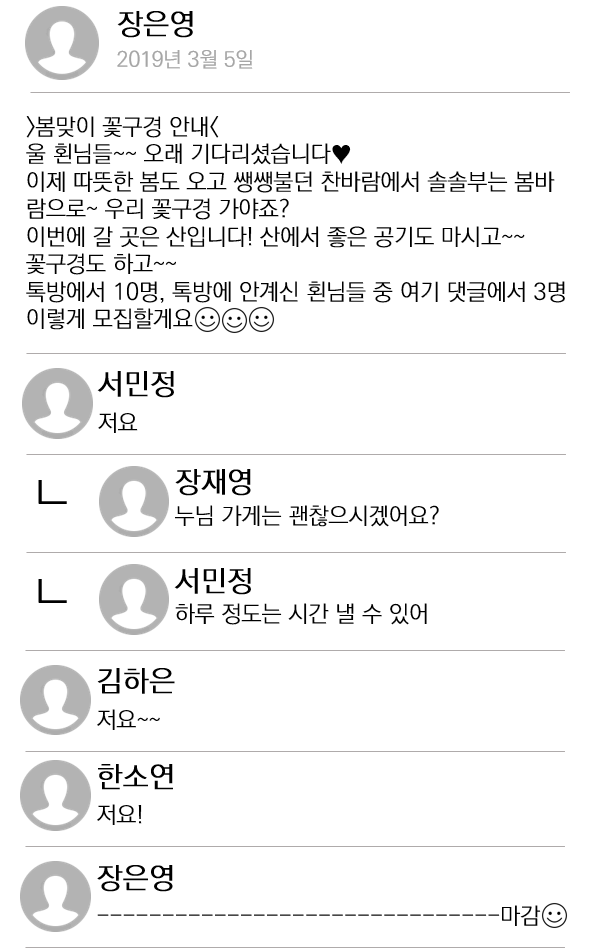 장은영
2019년 3월 5일
>봄맞이 꽃구경 안내<
울 횐님들~~ 오래 기다리셨습니다♥
이제 따뜻한 봄도 오고 쌩쌩불던 찬바람에서 솔솔부는 봄바
람으로~ 우리 꽃구경 가야죠?
이번에 갈 곳은 산입니다! 산에서 좋은 공기도 마시고~~
꽃구경도 하고~~
톡방에서 10명, 톡방에 안계신 횐님들 중 여기 댓글에서 3명
이렇게 모집할게요☺☺☺
서민정
저요
ㄴ 장재영
누님 가게는 괜찮으시겠어요?
ㄴ 서민정
하루 정도는 시간 낼 수 있어
김하은
저요~~
한소연
저요!
장은영
-------------------------------마감☺